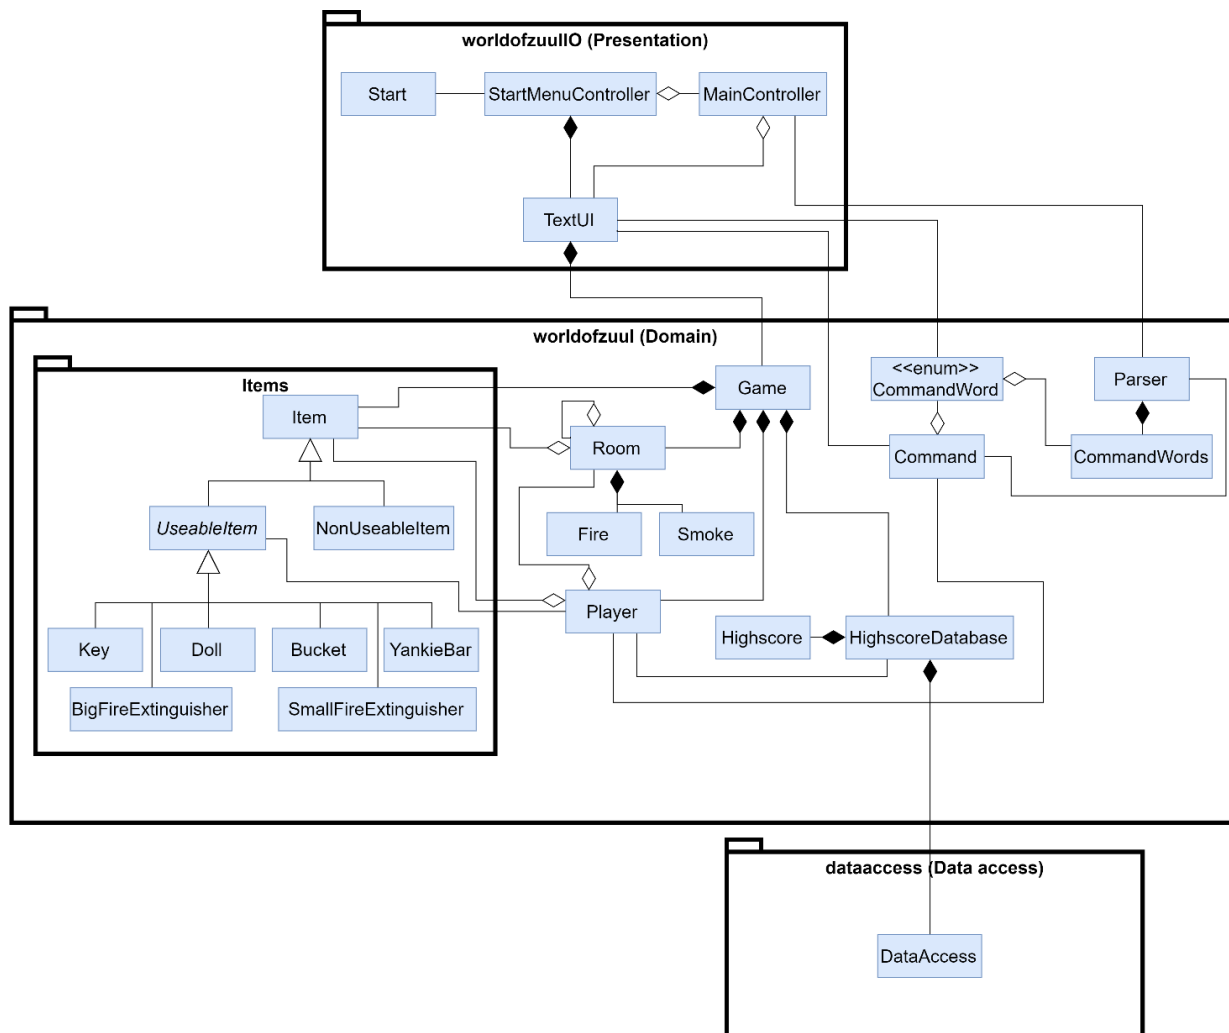 worldofzuulIO (Presentation)
Start
StartMenuController
MainController
TextUI
worldofzuul (Domain)
Items
Item
Game
<<enum>>
CommandWord
Parser
Room
Command
CommandWords
UseableItem
NonUseableItem
Fire
Smoke
Player
Key
Doll
Bucket
YankieBar
Highscore
HighscoreDatabase
BigFireExtinguisher
SmallFireExtinguisher
dataaccess (Data access)
DataAccess